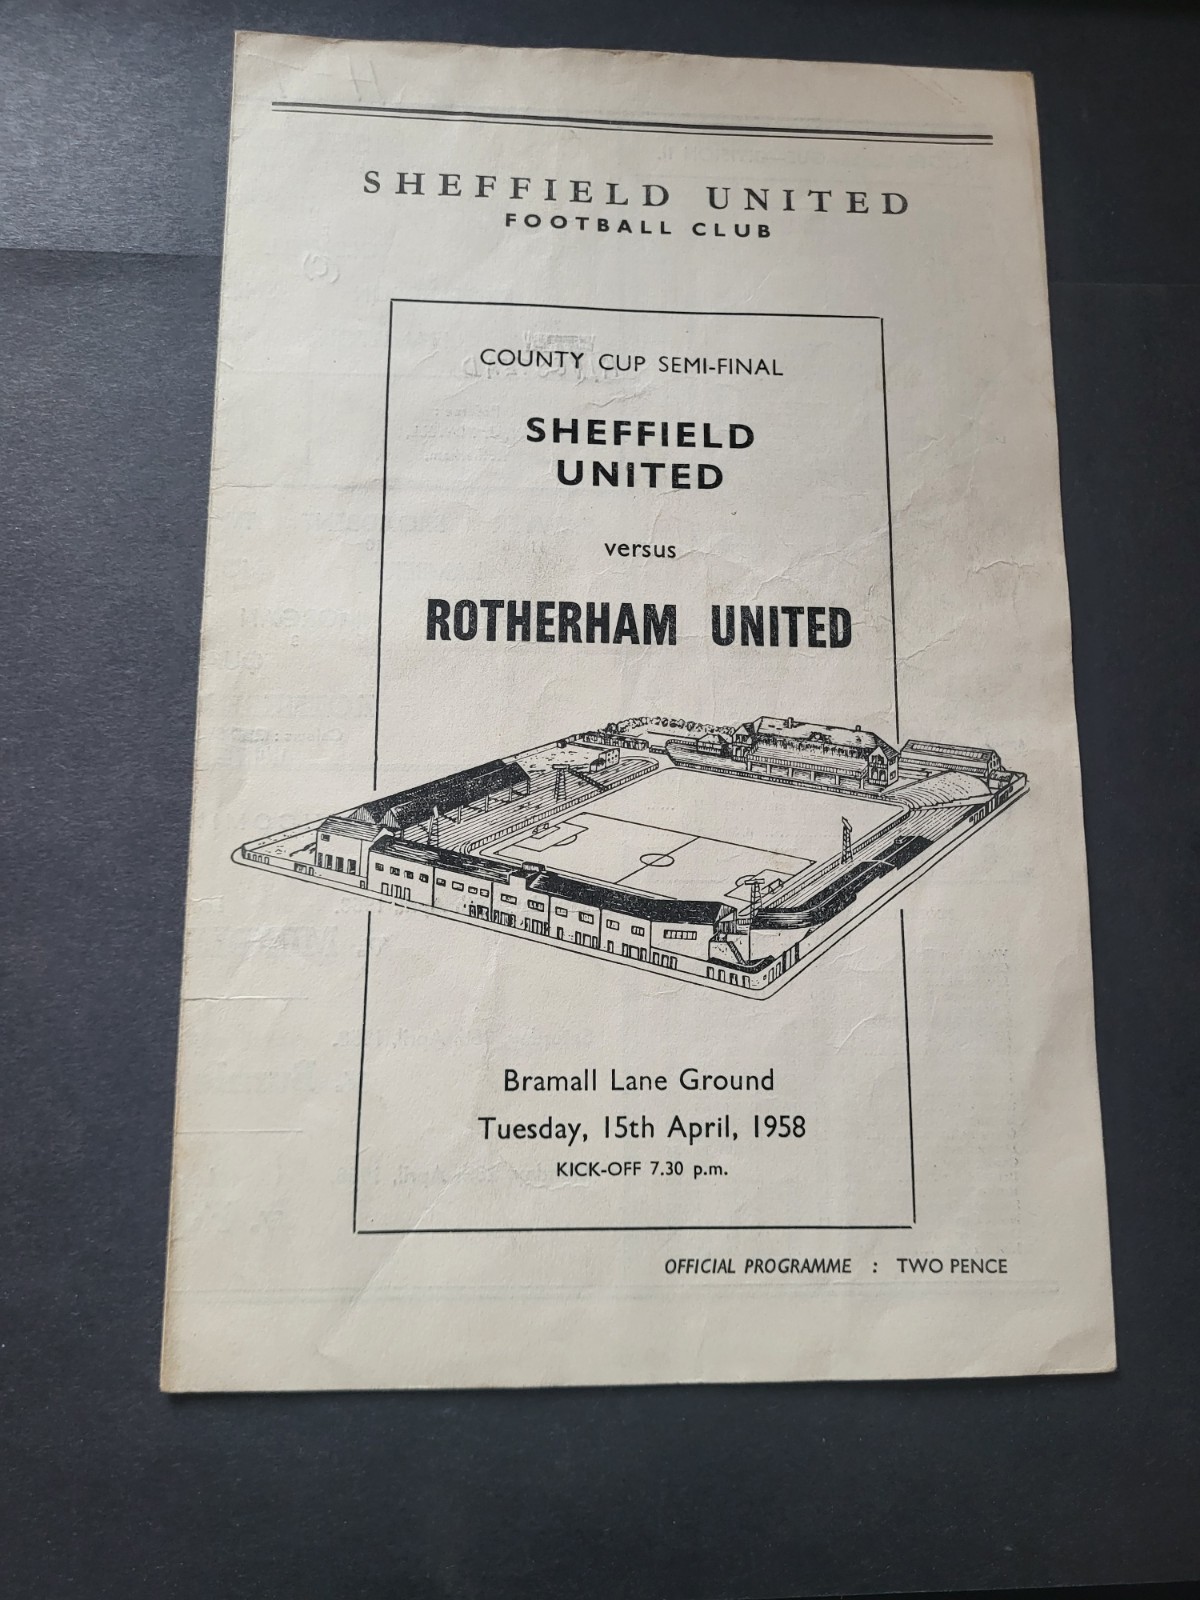 SHEFFIELD UNITED
FOOTBALL CLUB
COUNTY CUP SEMI-FINAL
SHEFFIELD
UNITED
versus
ROTHERHAM UNITED
Bramall Lane Ground
Tuesday, 15th April, 1958
KICK-OFF 7.30 p.m.
OFFICIAL PROGRAMME : TWO PENCE